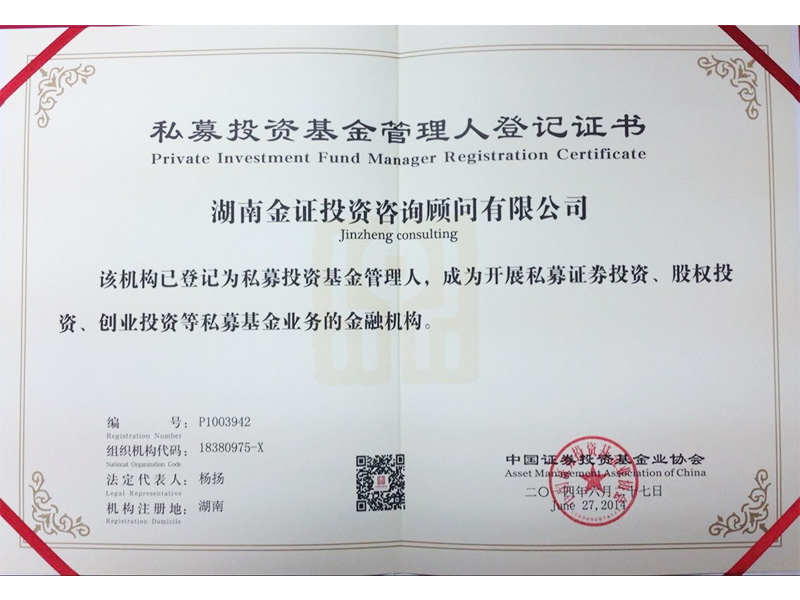 私募投资基金管理人登记证书
Private Investment Fund Manager Registration Certificate
湖南金证投资咨询顾问有限公司
Jinzheng consulting
该机构已登记为私募投资基金管理人，成为开展私募证券投资、股权投
资、创业投资等私募基金业务的金融机构。
编 号： P1003942
Registration Number
组织机构代码： 18380975-X
National Organization Code
法定代表人： 杨扬
Legal Representative
机构注册地： 湖南
Registration Domicile
中国证券投资基金业协会
Asset Management Association of China
二〇一四年六月二十七日
June 27, 2014